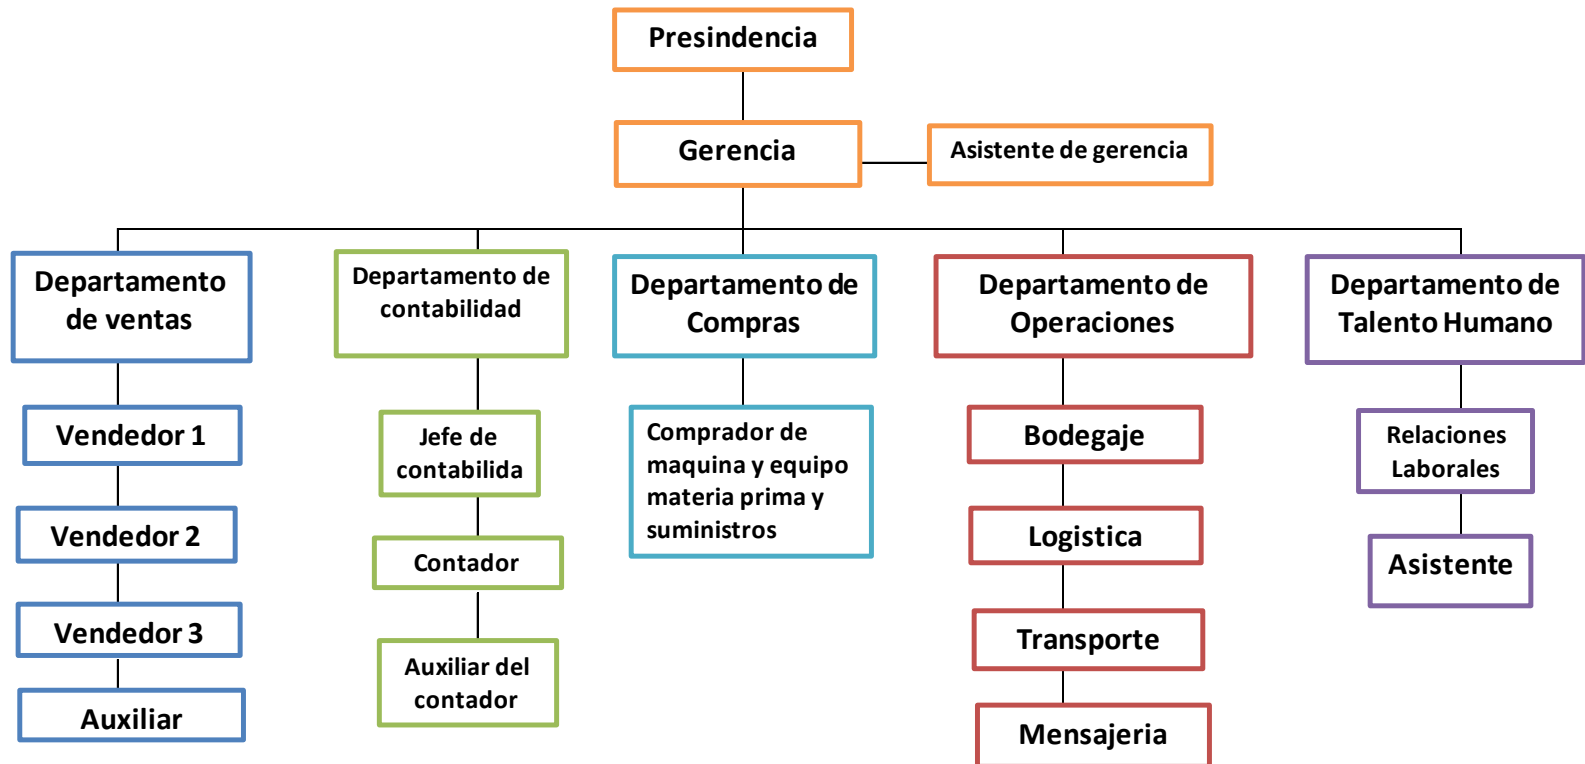 Presindencia
Gerencia
Asistente de gerencia
Departamento
de ventas
Vendedor 1
Vendedor 2
Vendedor 3
Auxiliar
Departamento de
contabilidad
Jefe de
contabilida
Contador
Auxiliar del
contador
Departamento de
Compras
Comprador de
maquina y equipo
materia prima y
suministros
Departamento de
Operaciones
Bodegaje
Logistica
Transporte
Mensajeria
Departamento de
Talento Humano
Relaciones
Laborales
Asistente